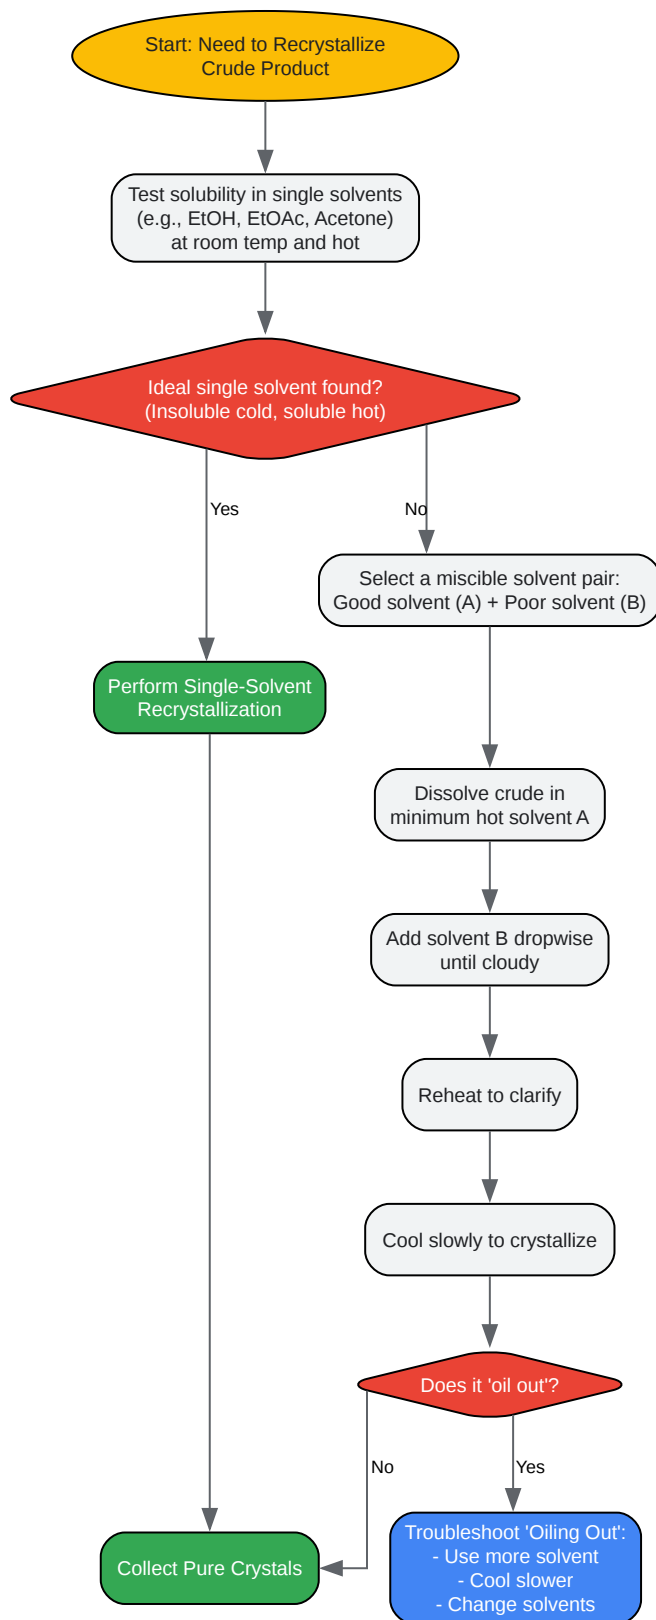 Start: Need to Recrystallize
Crude Product
Test solubility in single solvents
(e.g., EtOH, EtOAc, Acetone)
at room temp and hot
Ideal single solvent found?
(Insoluble cold, soluble hot)
Yes
No
Select a miscible solvent pair:
Good solvent (A) + Poor solvent (B)
Perform Single-Solvent
Recrystallization
Dissolve crude in
minimum hot solvent A
Add solvent B dropwise
until cloudy
Reheat to clarify
Cool slowly to crystallize
Does it 'oil out'?
No
Yes
Collect Pure Crystals
Troubleshoot 'Oiling Out':
- Use more solvent
- Cool slower
- Change solvents